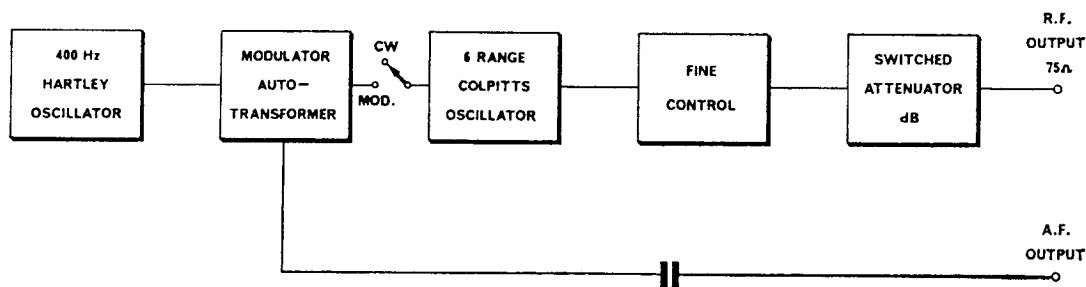 400 Hz
HARTLEY
OSCILLATOR
MODULATOR
AUTO-
TRANSFORMER
CW
MOD.
6 RANGE
COLPITTS
OSCILLATOR
FINE
CONTROL
SWITCHED
ATTENUATOR
dB
R.F.
OUTPUT
75Ω
A.F.
OUTPUT